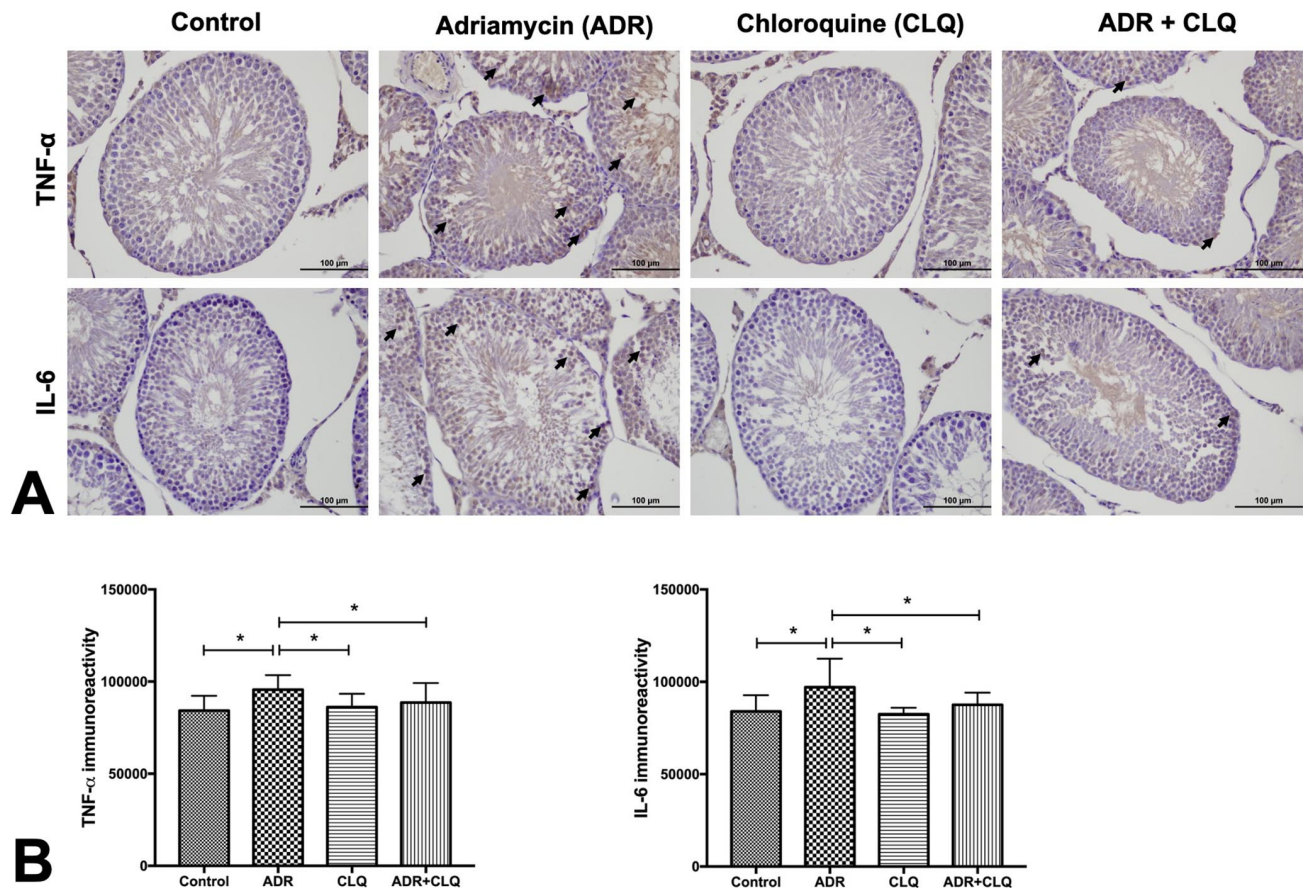 Control Adriamycin (ADR) Chloroquine (CLQ) ADR + CLQ
TNF-α
100 µm 100 µm 100 µm 100 µm
IL-6
100 µm 100 µm 100 µm 100 µm
A
TNF-α immunoreactivity
150000
100000
50000
0
* * *
Control ADR CLQ ADR+CLQ
IL-6 immunoreactivity
150000
100000
50000
0
* * *
Control ADR CLQ ADR+CLQ
B